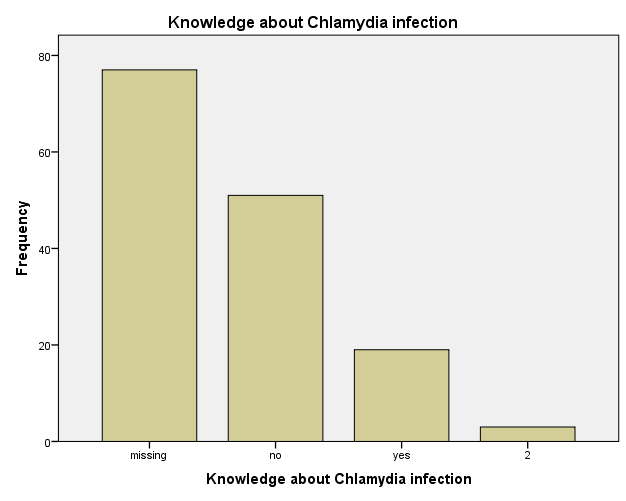 Knowledge about Chlamydia infection
Frequency
80
60
40
20
0
missing no yes 2
Knowledge about Chlamydia infection